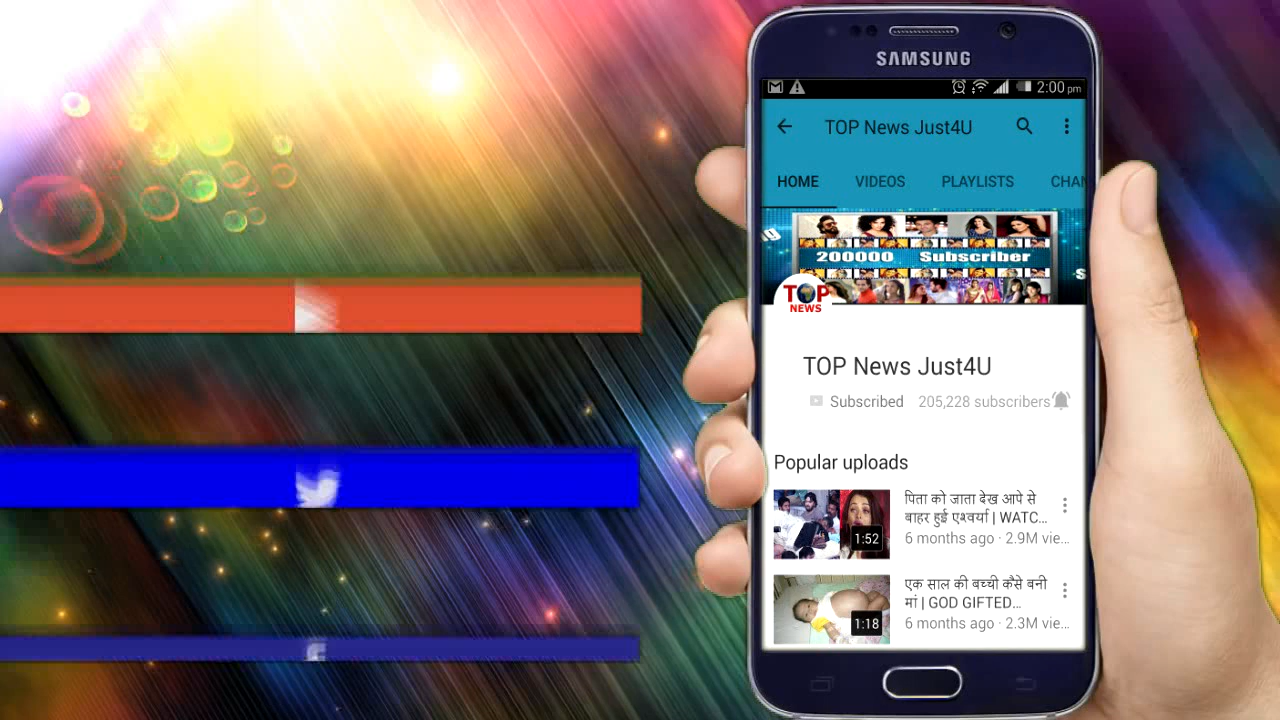 SAMSUNG
2:00 pm
TOP News Just4U
HOME VIDEOS PLAYLISTS CHAN
200000 Subscriber
TOP
NEWS
TOP News Just4U
Subscribed 205,228 subscribers
Popular uploads
पिता को जाता देख आपे से
बाहर हुई एश्वर्या | WATC...
6 months ago · 2.9M vie...
1:52
एक साल की बच्ची कैसे बनी
मां | GOD GIFTED...
6 months ago · 2.3M vie...
1:18